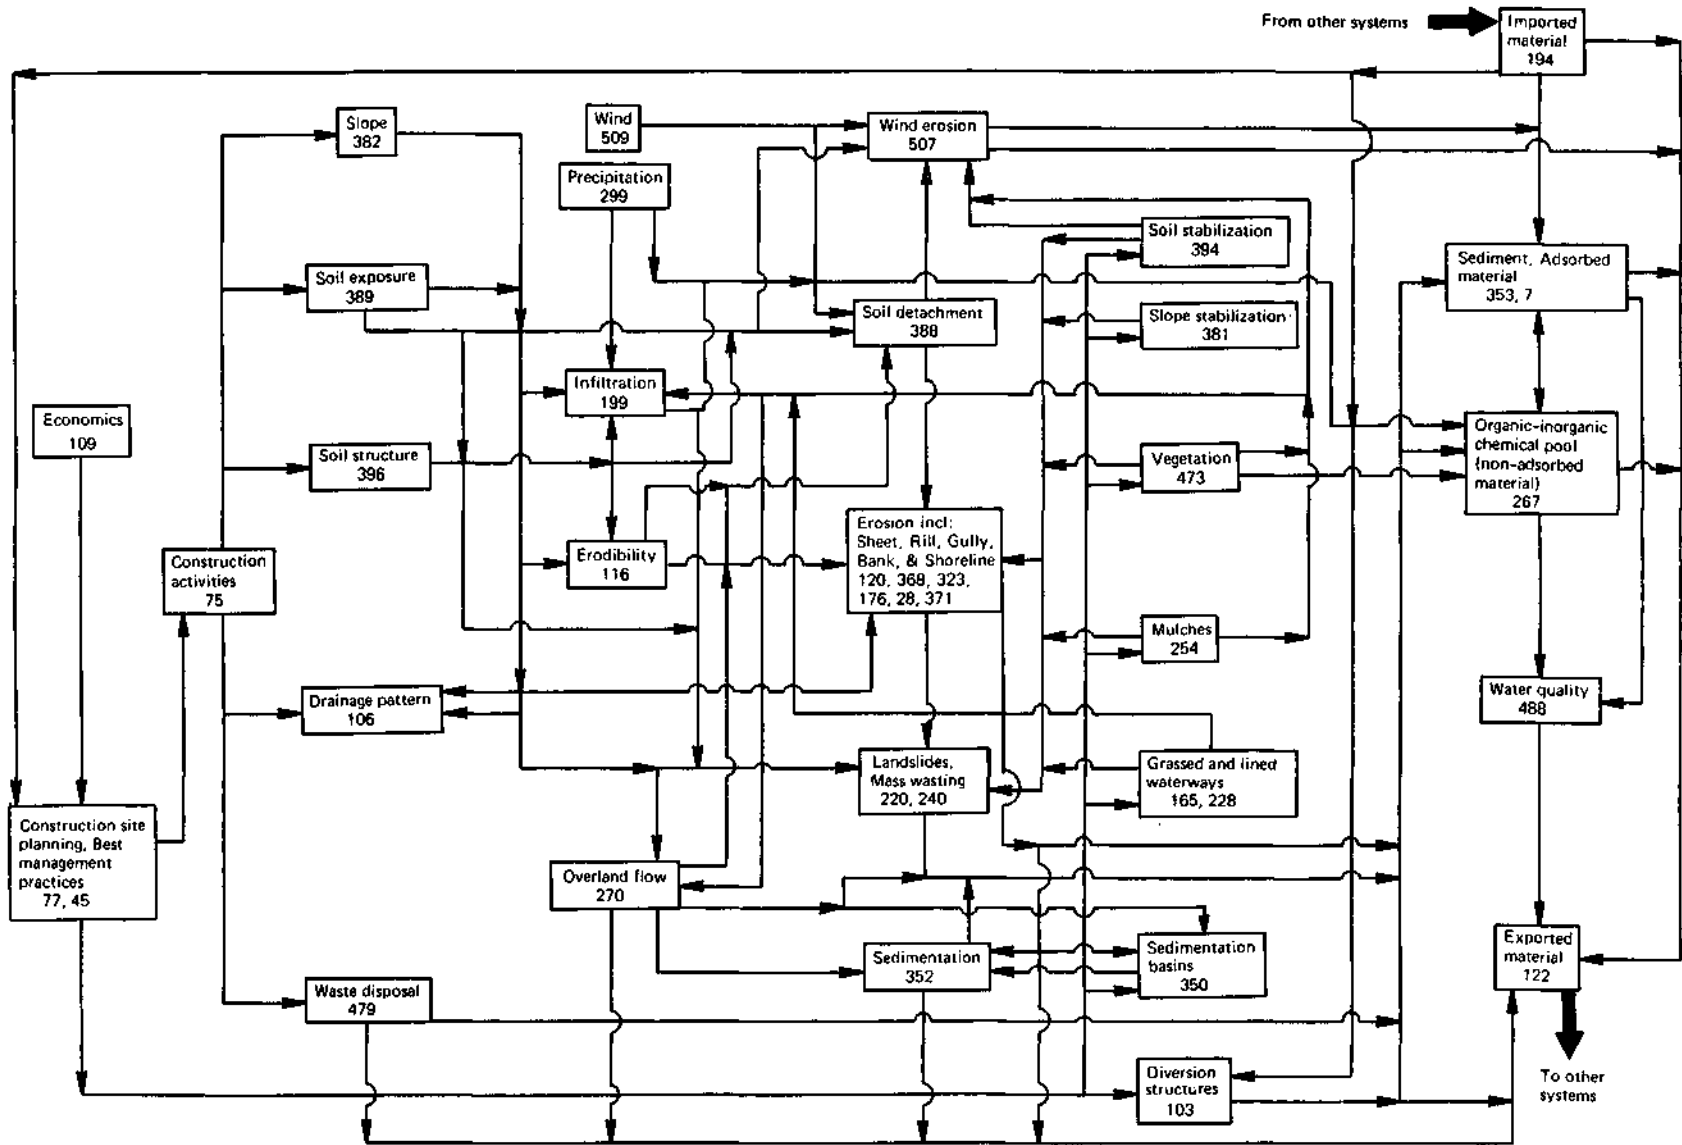 From other systems
Imported
material
194
Slope
382
Wind
509
Wind erosion
507
Precipitation
299
Soil stabilization
394
Soil exposure
389
Sediment, Adsorbed
material
353, 7
Soil detachment
388
Slope stabilization
381
Infiltration
199
Economics
109
Organic-inorganic
chemical pool
(non-adsorbed
material)
267
Soil structure
396
Vegetation
473
Erosion incl:
Sheet, Rill, Gully,
Bank, & Shoreline
120, 368, 323,
176, 28, 371
Construction
activities
75
Erodibility
116
Mulches
254
Drainage pattern
106
Water quality
488
Landslides,
Mass wasting
220, 240
Grassed and lined
waterways
165, 228
Construction site
planning, Best
management
practices
77, 45
Overland flow
270
Sedimentation
352
Sedimentation
basins
350
Exported
material
122
Waste disposal
479
Diversion
structures
103
To other
systems